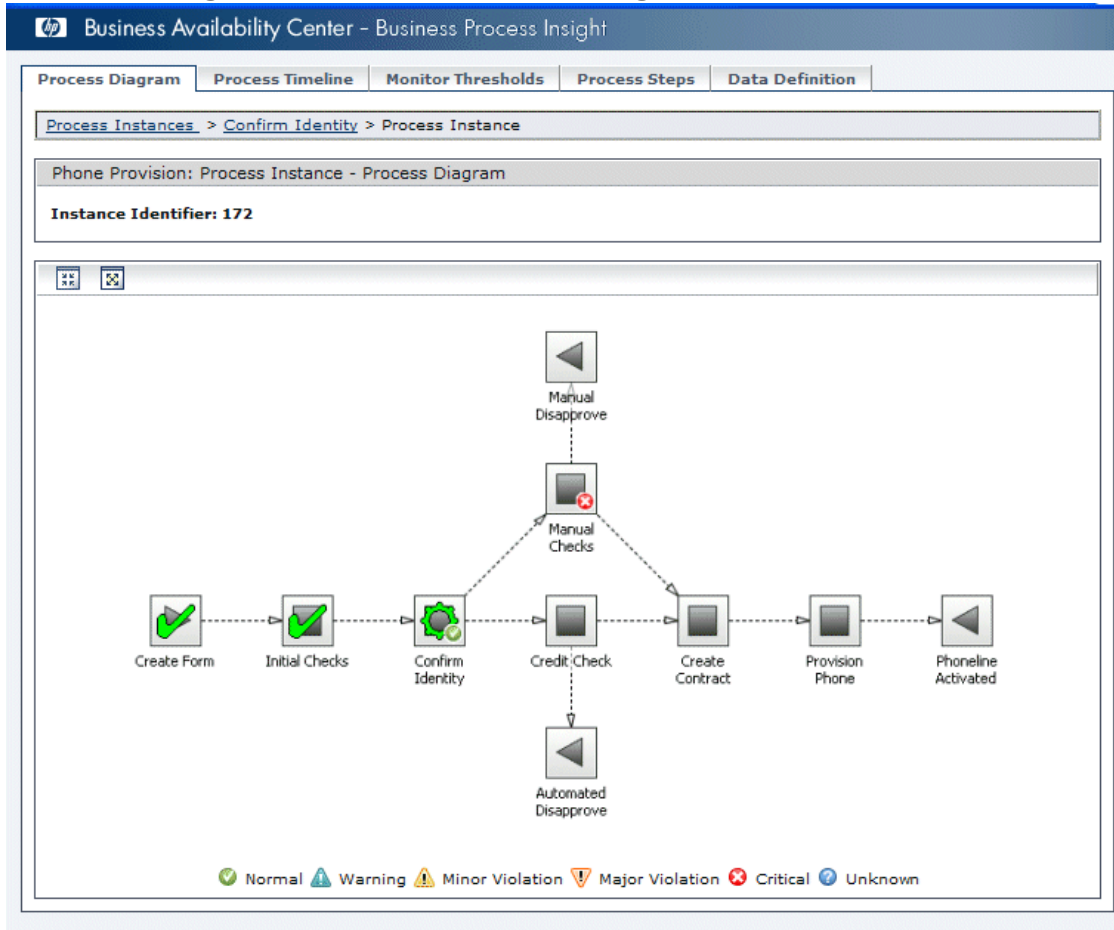 hp Business Availability Center – Business Process Insight
Process Diagram Process Timeline Monitor Thresholds Process Steps Data Definition
Process Instances > Confirm Identity > Process Instance
Phone Provision: Process Instance - Process Diagram
Instance Identifier: 172
Manual
Disapprove
Manual
Checks
Create Form Initial Checks Confirm
Identity Credit Check Create
Contract Provision
Phone Phoneline
Activated
Automated
Disapprove
Normal Warning Minor Violation Major Violation Critical Unknown